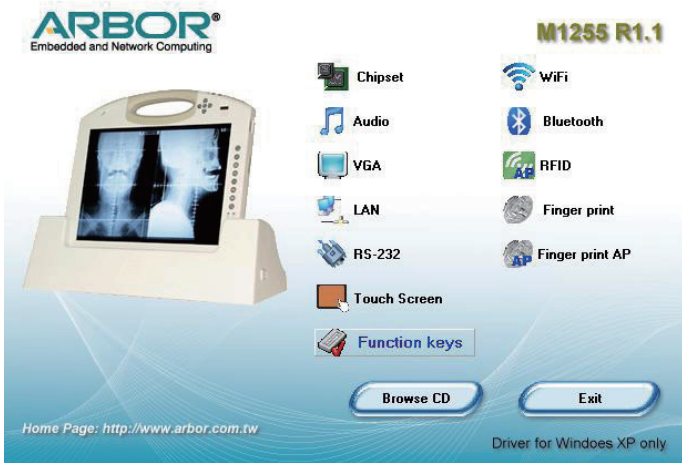 ARBOR®
Embedded and Network Computing
M1255 R1.1
Chipset
Audio
VGA
LAN
RS-232
Touch Screen
Function keys
WiFi
Bluetooth
AP RFID
Finger print
AP Finger print AP
Browse CD
Exit
Home Page: http://www.arbor.com.tw
Driver for Windoes XP only